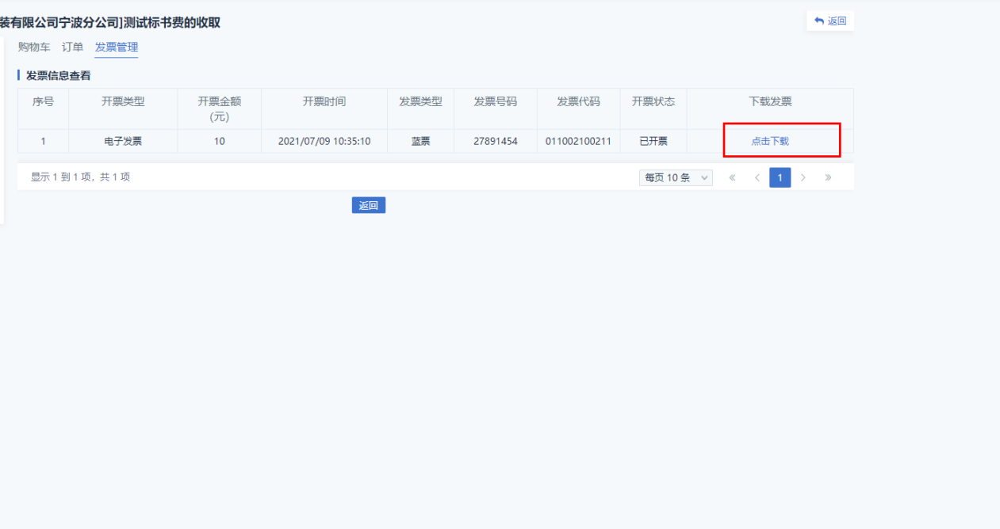 装有限公司宁波分公司]测试标书费的收取
返回
购物车 订单 发票管理
发票信息查看
序号 开票类型 开票金额(元) 开票时间 发票类型 发票号码 发票代码 开票状态 下载发票
1 电子发票 10 2021/07/09 10:35:10 蓝票 27891454 011002100211 已开票 点击下载
显示 1 到 1 项，共 1 项 每页 10 条 « < 1 > »
返回